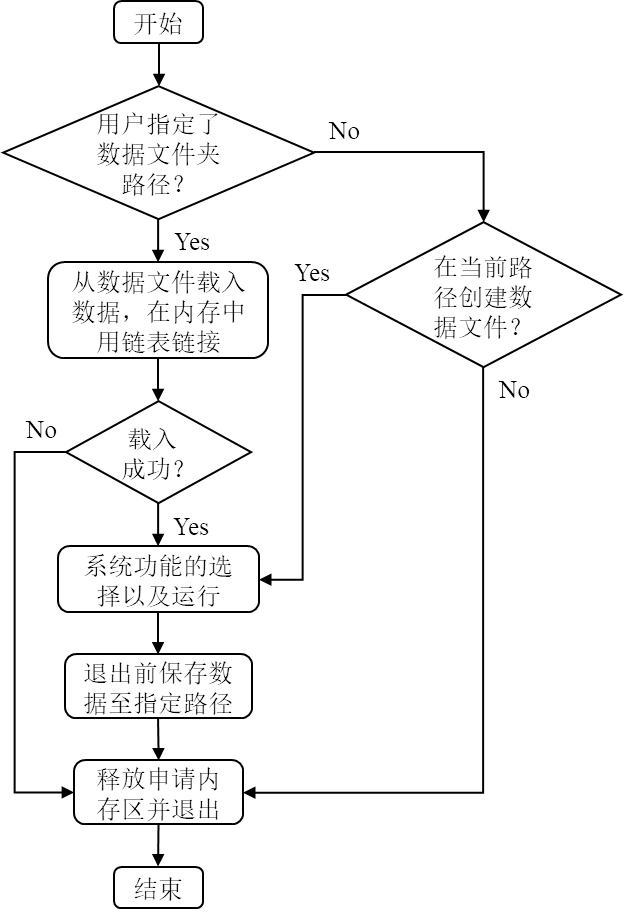 开始
用户指定了
数据文件夹
路径？
No
Yes
从数据文件载入
数据，在内存中
用链表链接
Yes
在当前路
径创建数
据文件？
No
No
载入
成功？
Yes
系统功能的选
择以及运行
退出前保存数
据至指定路径
释放申请内
存区并退出
结束